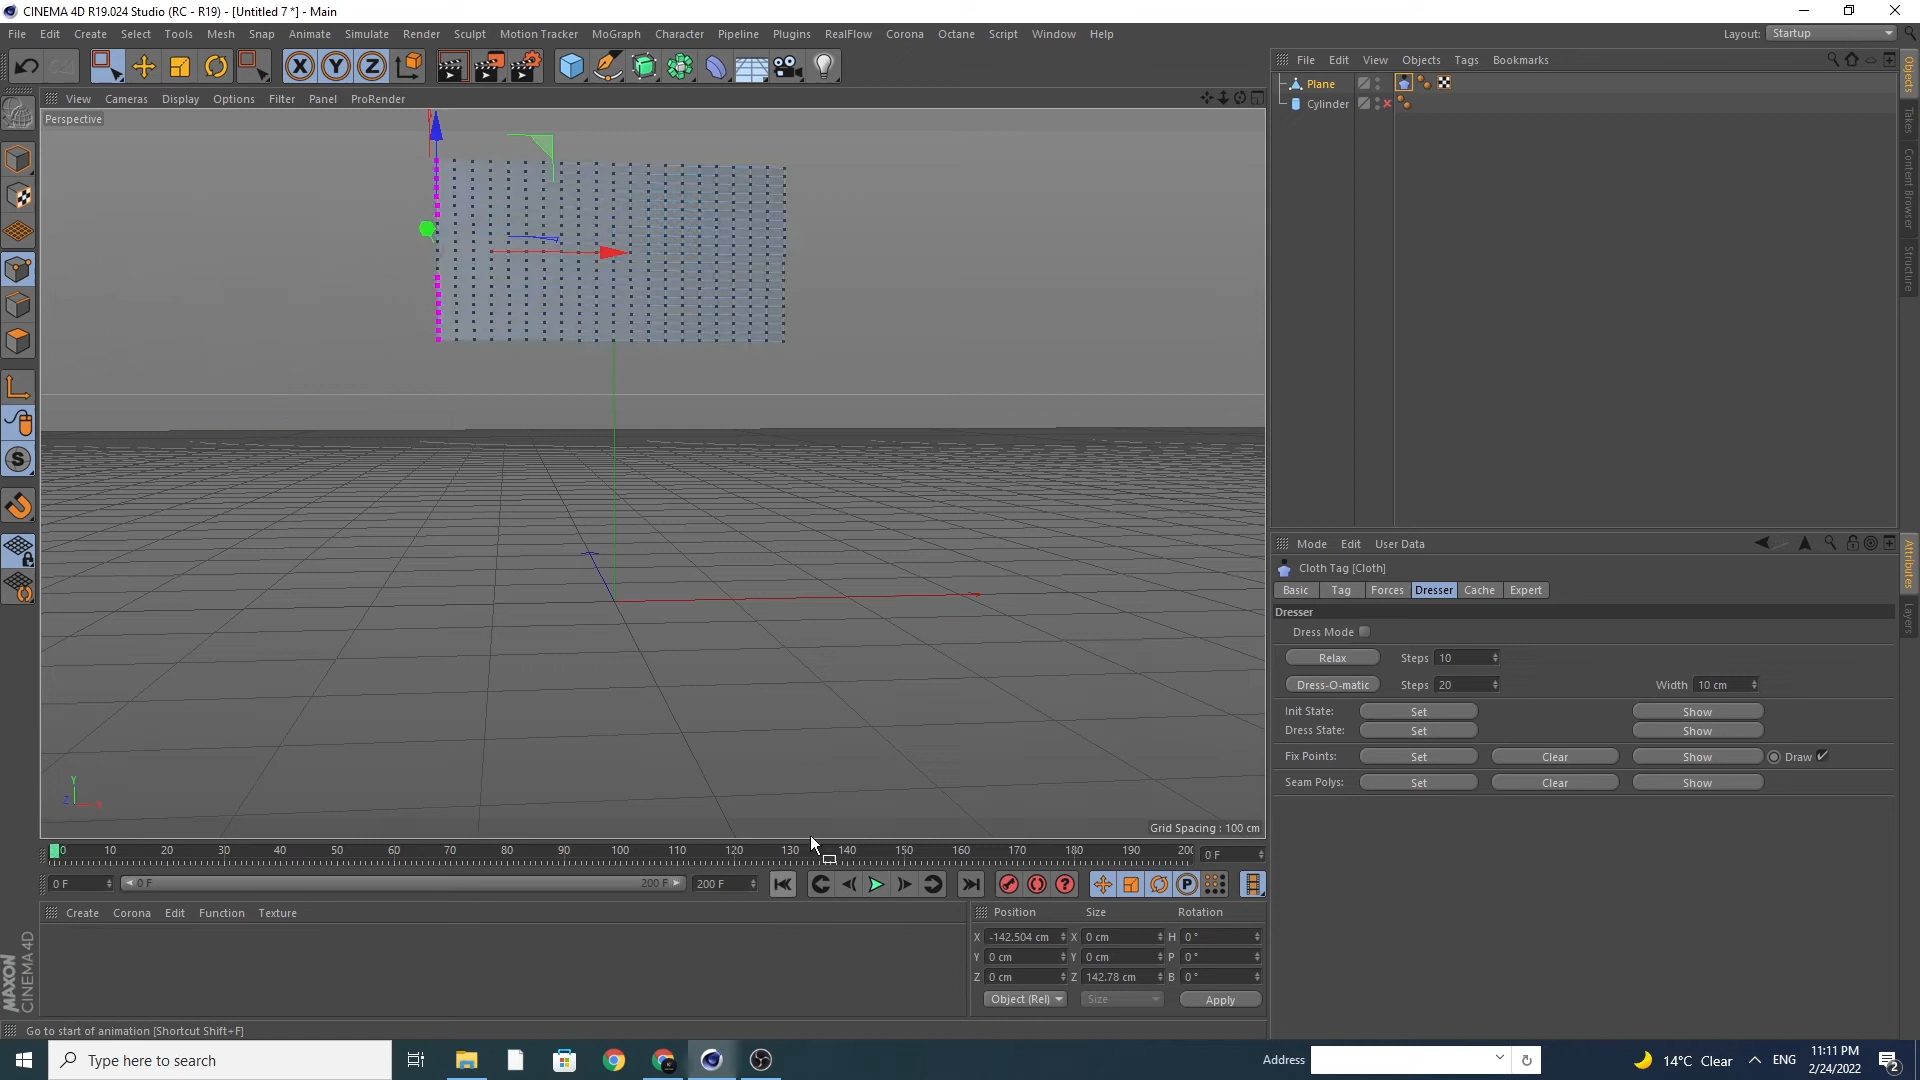 CINEMA 4D R19.024 Studio (RC - R19) - [Untitled 7 *] - Main
File Edit Create Select Tools Mesh Snap Animate Simulate Render Sculpt Motion Tracker MoGraph Character Pipeline Plugins RealFlow Corona Octane Script Window Help Layout: Startup
File Edit View Objects Tags Bookmarks
Plane
Cylinder
View Cameras Display Options Filter Panel ProRender
Perspective
Objects
Takes
Content Browser
Structure
Mode Edit User Data
Cloth Tag [Cloth]
Basic Tag Forces Dresser Cache Expert
Dresser
Dress Mode
Relax Steps 10
Dress-O-matic Steps 20 Width 10 cm
Init State: Set Show
Dress State: Set Show
Fix Points: Set Clear Show Draw
Seam Polys: Set Clear Show
Attributes
Layers
Y
Z X
Grid Spacing : 100 cm
0 10 20 30 40 50 60 70 80 90 100 110 120 130 140 150 160 170 180 190 200 0 F
0 F 0 F 200 F 200 F
Create Corona Edit Function Texture
Position Size Rotation
X -142.504 cm X 0 cm H 0 °
Y 0 cm Y 0 cm P 0 °
Z 0 cm Z 142.78 cm B 0 °
Object (Rel) Size Apply
MAXON
CINEMA 4D
Go to start of animation [Shortcut Shift+F]
Type here to search
Address
14°C Clear
ENG
11:11 PM
2/24/2022
2